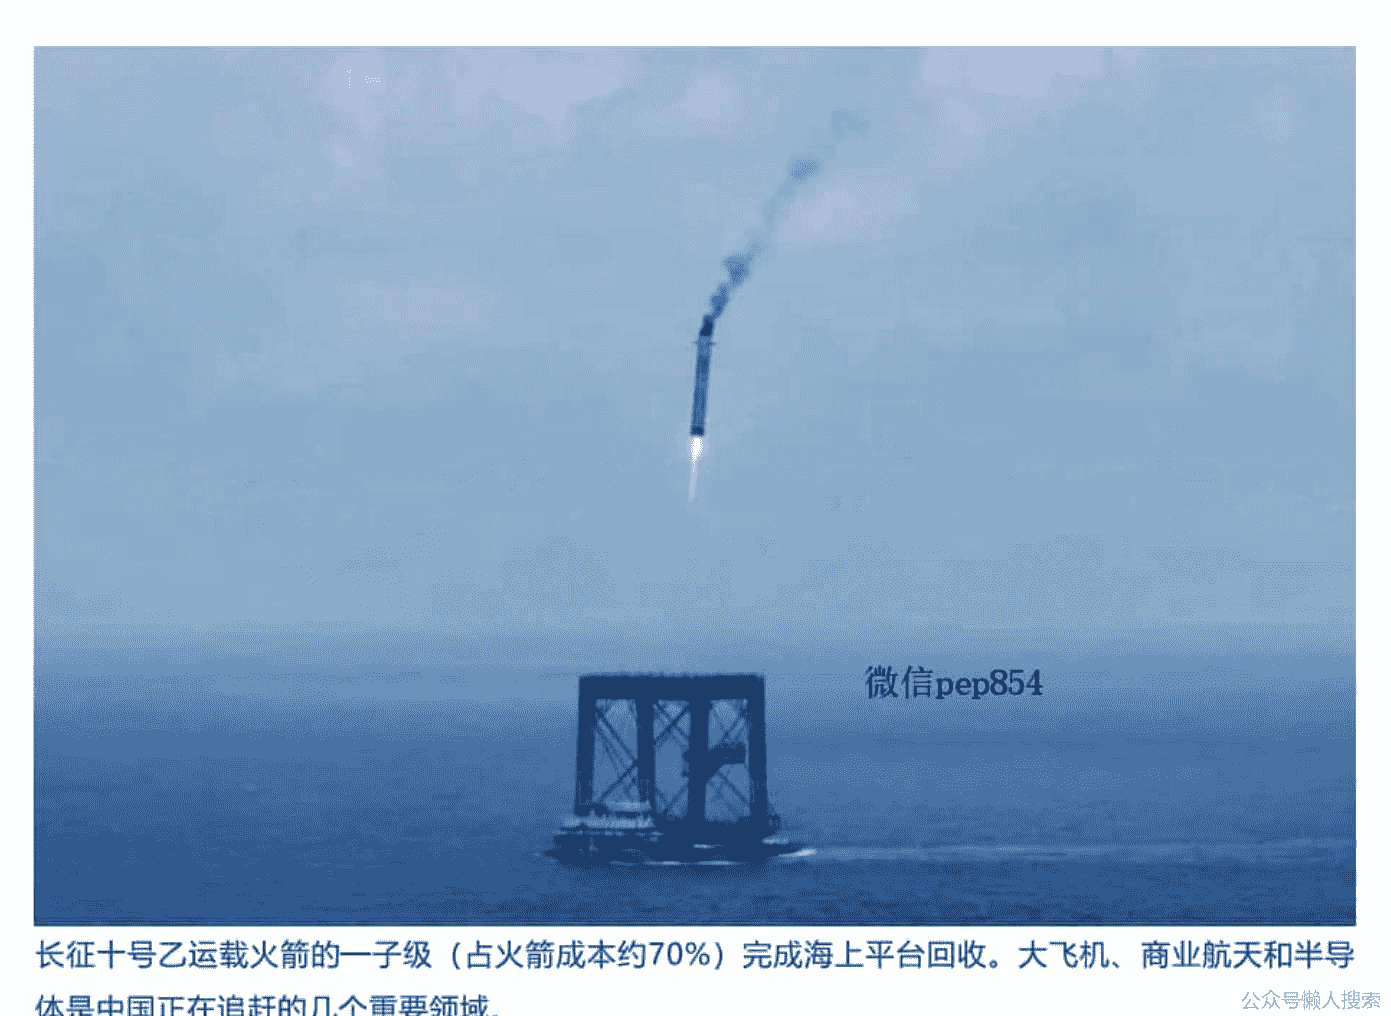 微信pep854
长征十号乙运载火箭的一子级（占火箭成本约70%）完成海上平台回收。大飞机、商业航天和半导
体是中国正在追赶的几个重要领域。
公众号懒人搜索